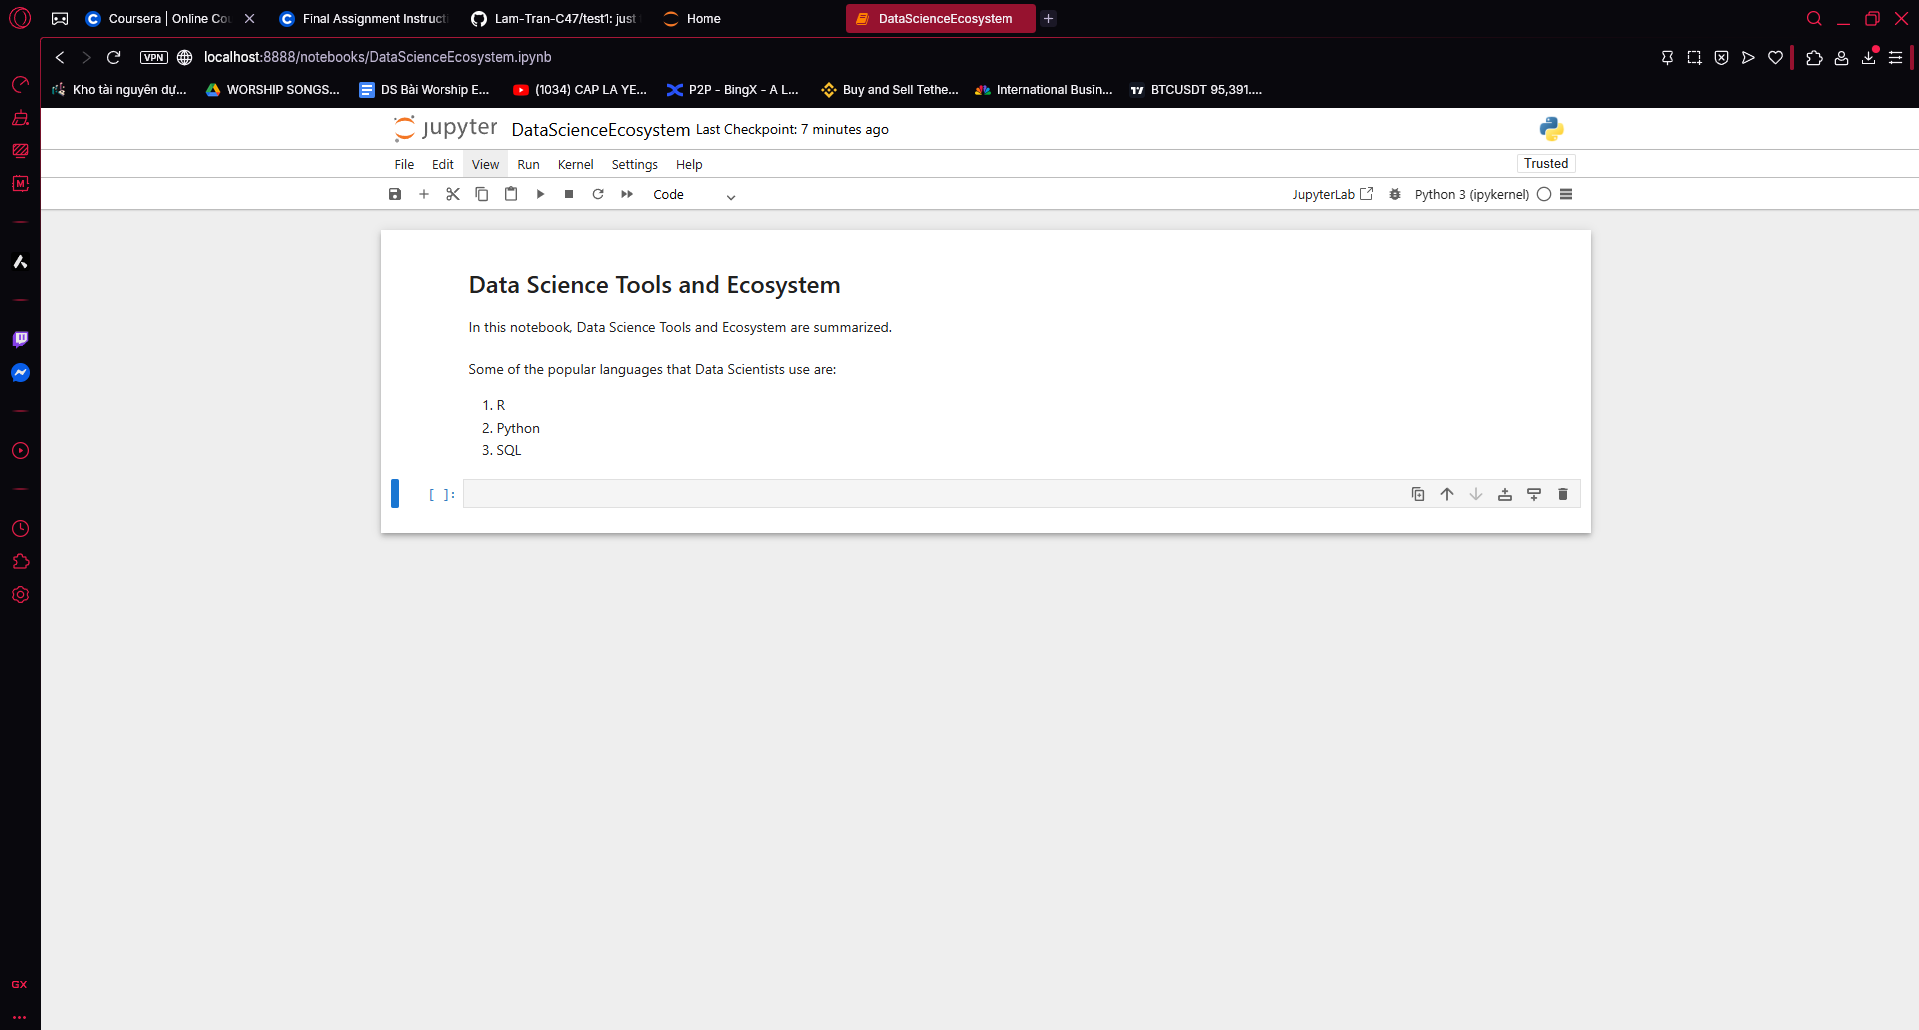 Coursera | Online Cou
Final Assignment Instructi
Lam-Tran-C47/test1: just
Home
DataScienceEcosystem
VPN
localhost:8888/notebooks/DataScienceEcosystem.ipynb
Kho tài nguyên dự...
WORSHIP SONGS...
DS Bài Worship E...
(1034) CAP LA YE...
P2P - BingX - A L...
Buy and Sell Tethe...
International Busin...
BTCUSDT 95,391....
jupyter
DataScienceEcosystem Last Checkpoint: 7 minutes ago
File Edit View Run Kernel Settings Help
Trusted
Code
JupyterLab
Python 3 (ipykernel)
Data Science Tools and Ecosystem
In this notebook, Data Science Tools and Ecosystem are summarized.
Some of the popular languages that Data Scientists use are:
1. R
2. Python
3. SQL
[ ]:
GX